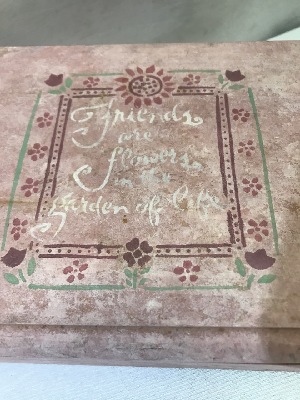 Friends
are
flowers
in the
Garden of life